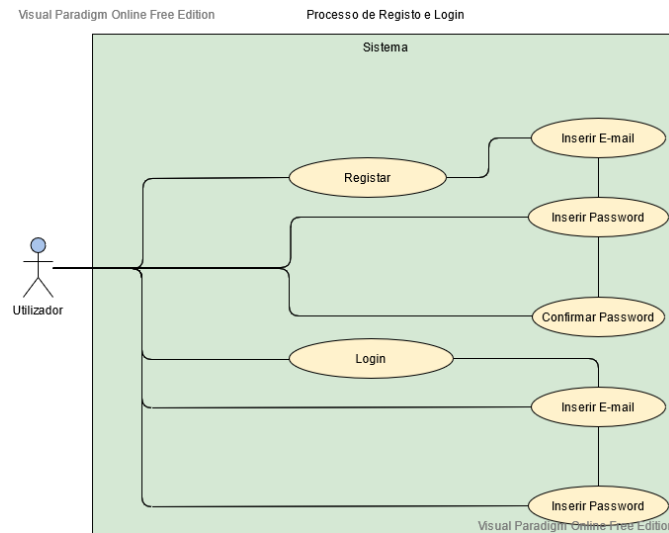 Visual Paradigm Online Free Edition
Processo de Registo e Login
Sistema
Inserir E-mail
Registar
Inserir Password
Utilizador
Confirmar Password
Login
Inserir E-mail
Inserir Password
Visual Paradigm Online Free Edition